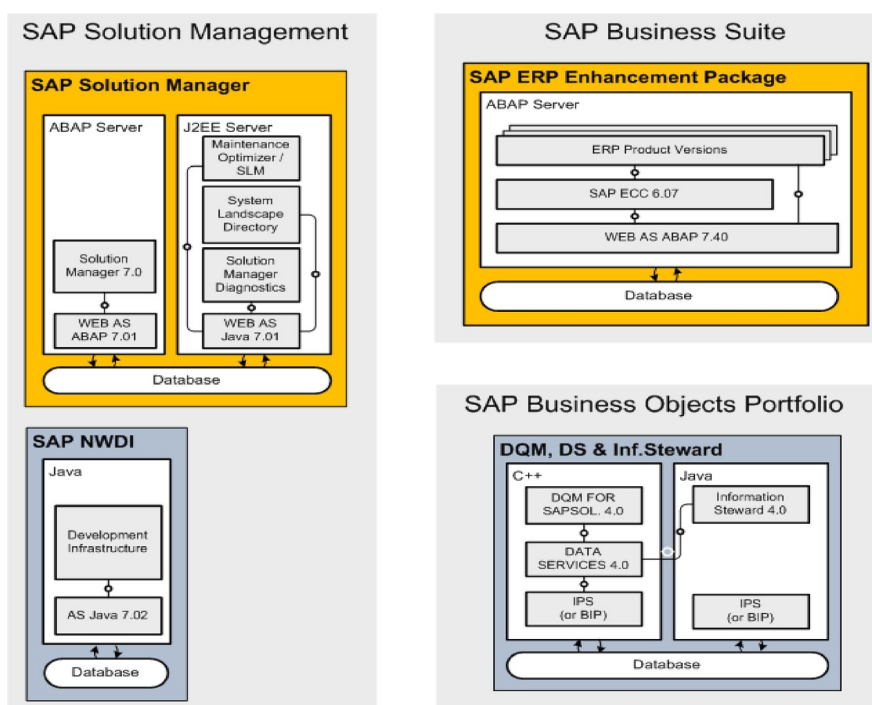 SAP Solution Management
SAP Solution Manager
ABAP Server
Solution
Manager 7.0
WEB AS
ABAP 7.01
J2EE Server
Maintenance
Optimizer /
SLM
System
Landscape
Directory
Solution
Manager
Diagnostics
WEB AS
Java 7.01
Database
SAP NWDI
Java
Development
Infrastructure
AS Java 7.02
Database
SAP Business Suite
SAP ERP Enhancement Package
ABAP Server
ERP Product Versions
SAP ECC 6.07
WEB AS ABAP 7.40
Database
SAP Business Objects Portfolio
DQM, DS & Inf.Steward
C++
DQM FOR
SAPSOL. 4.0
DATA
SERVICES 4.0
IPS
(or BIP)
Java
Information
Steward 4.0
IPS
(or BIP)
Database